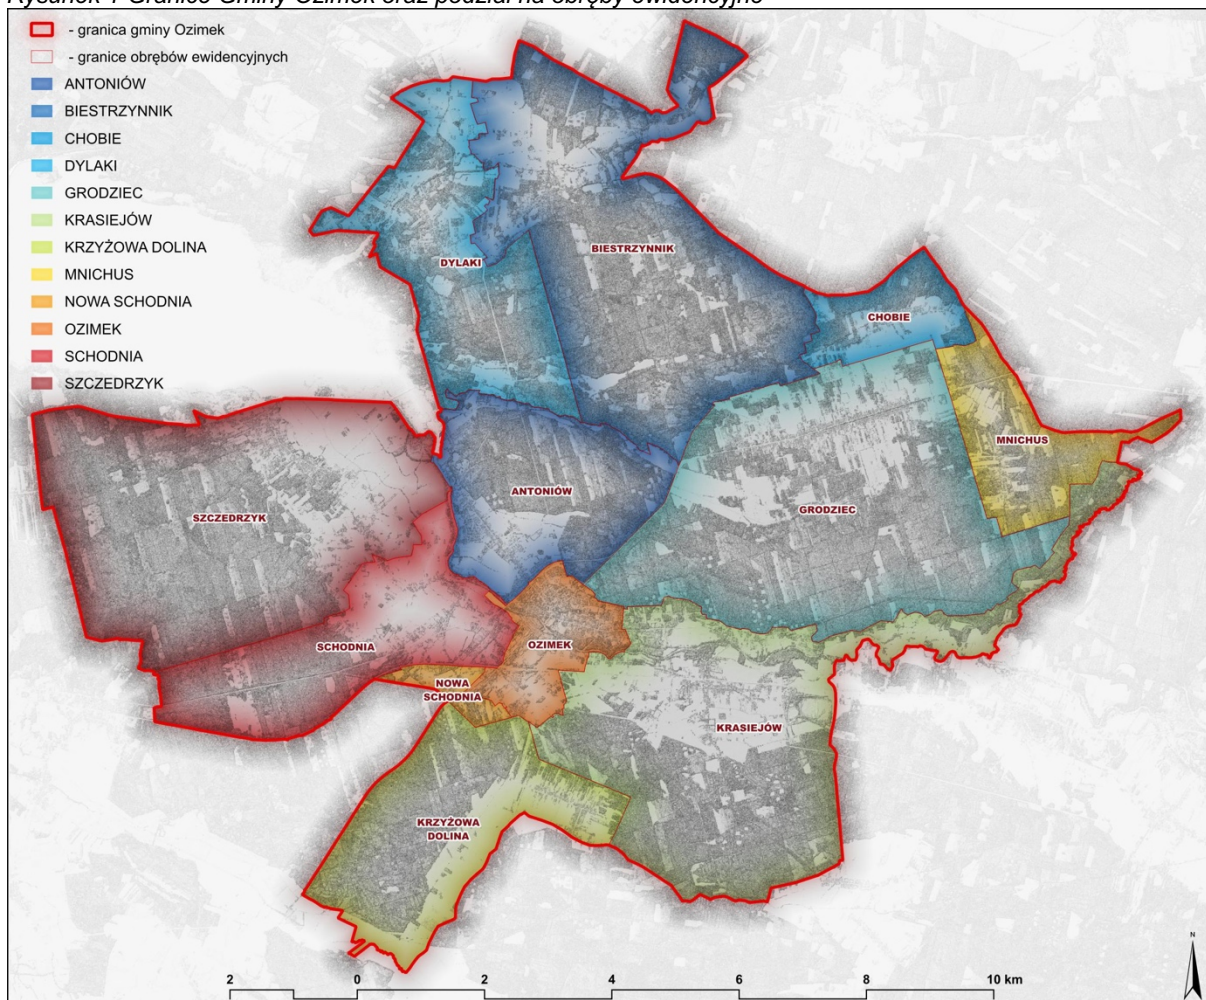 Rysunek 1 Granice Gminy Ozimek oraz podział na obręby ewidencyjne
- granica gminy Ozimek
- granice obrębów ewidencyjnych
ANTONIÓW
BIESTRZYNNIK
CHOBIE
DYLAKI
GRODZIEC
KRASIEJÓW
KRZYŻOWA DOLINA
MNICHUS
NOWA SCHODNIA
OZIMEK
SCHODNIA
SZCZEDRZYK
BIESTRZYNNIK
DYLAKI
CHOBIE
MNICHUS
ANTONIÓW
GRODZIEC
SZCZEDRZYK
SCHODNIA
OZIMEK
NOWA
SCHODNIA
KRASIEJÓW
KRZYŻOWA
DOLINA
N
2 0 2 4 6 8 10 km